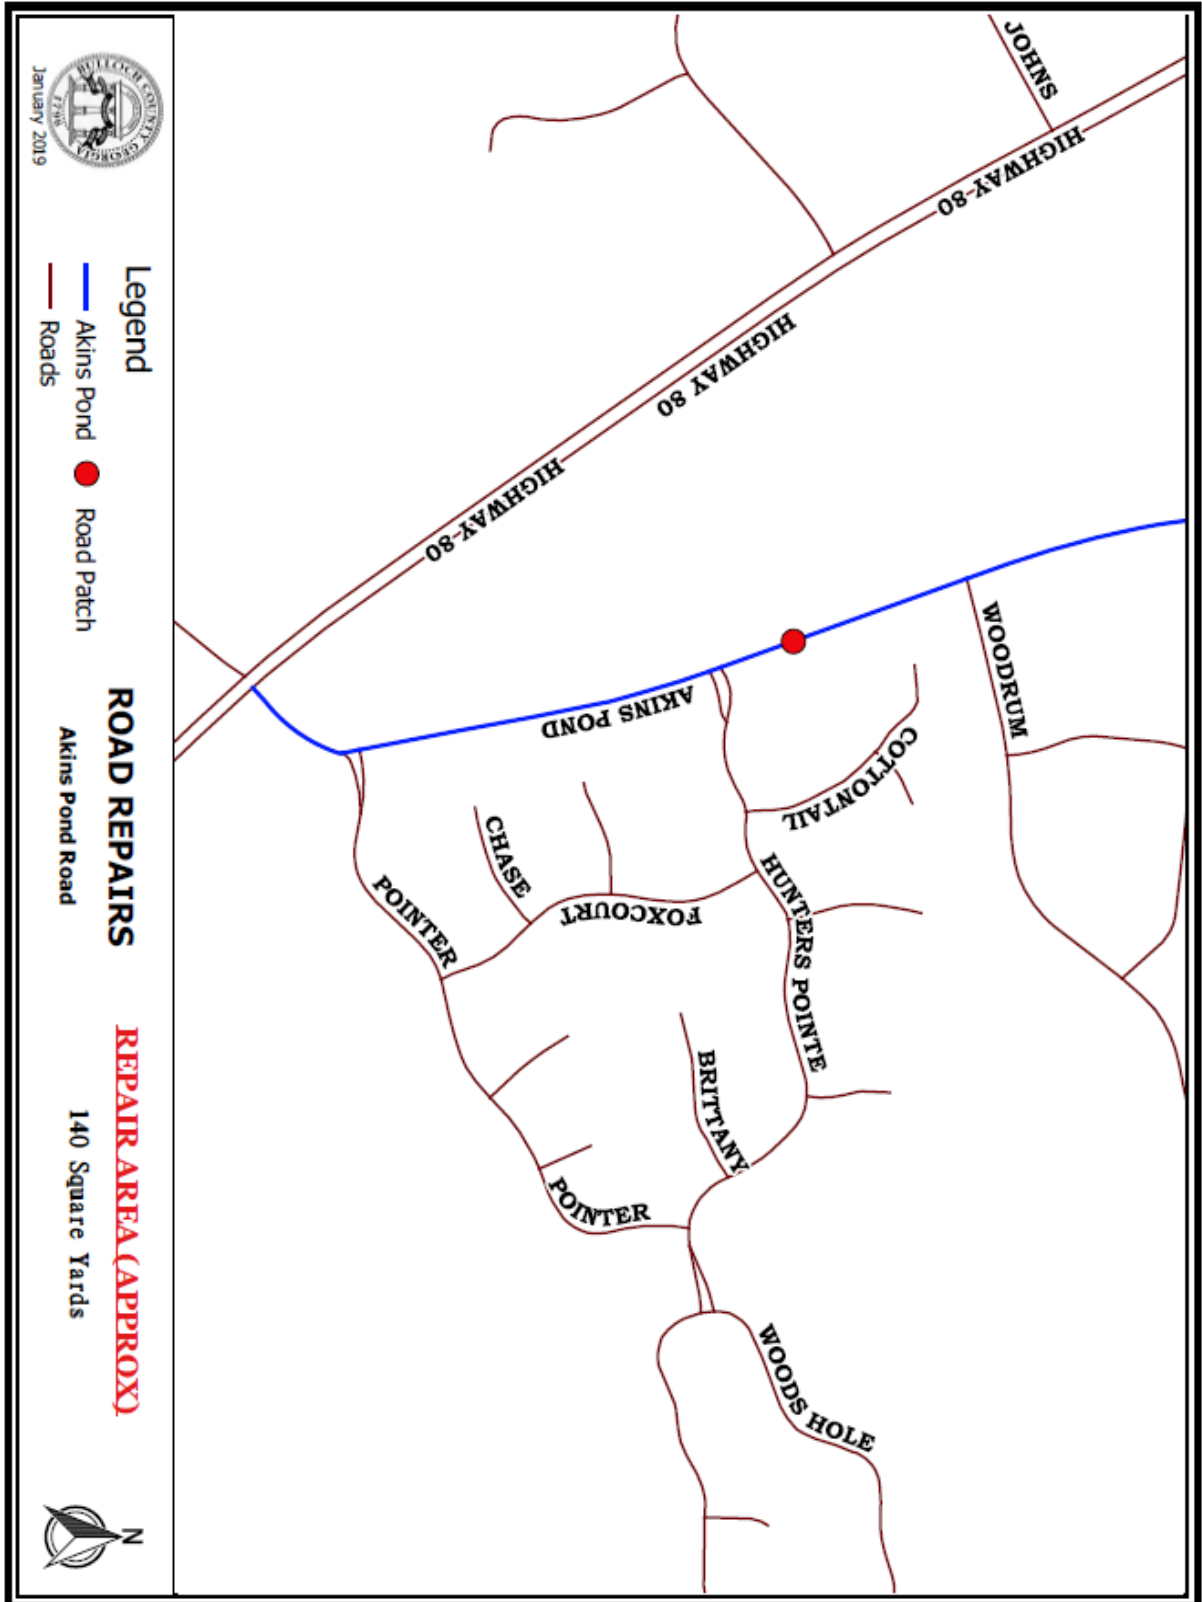 JOHNS
HIGHWAY 80
HIGHWAY 80
HIGHWAY 80
WOODRUM
AKINS POND
COTTONTAIL
CHASE
FOXCOURT
HUNTERS POINTE
POINTER
BRITTANY
POINTER
WOODS HOLE
BULLOCH COUNTY, GEORGIA
1796
January 2019
Legend
Akins Pond
Road Patch
Roads
ROAD REPAIRS
Akins Pond Road
REPAIR AREA (APPROX)
140 Square Yards
N